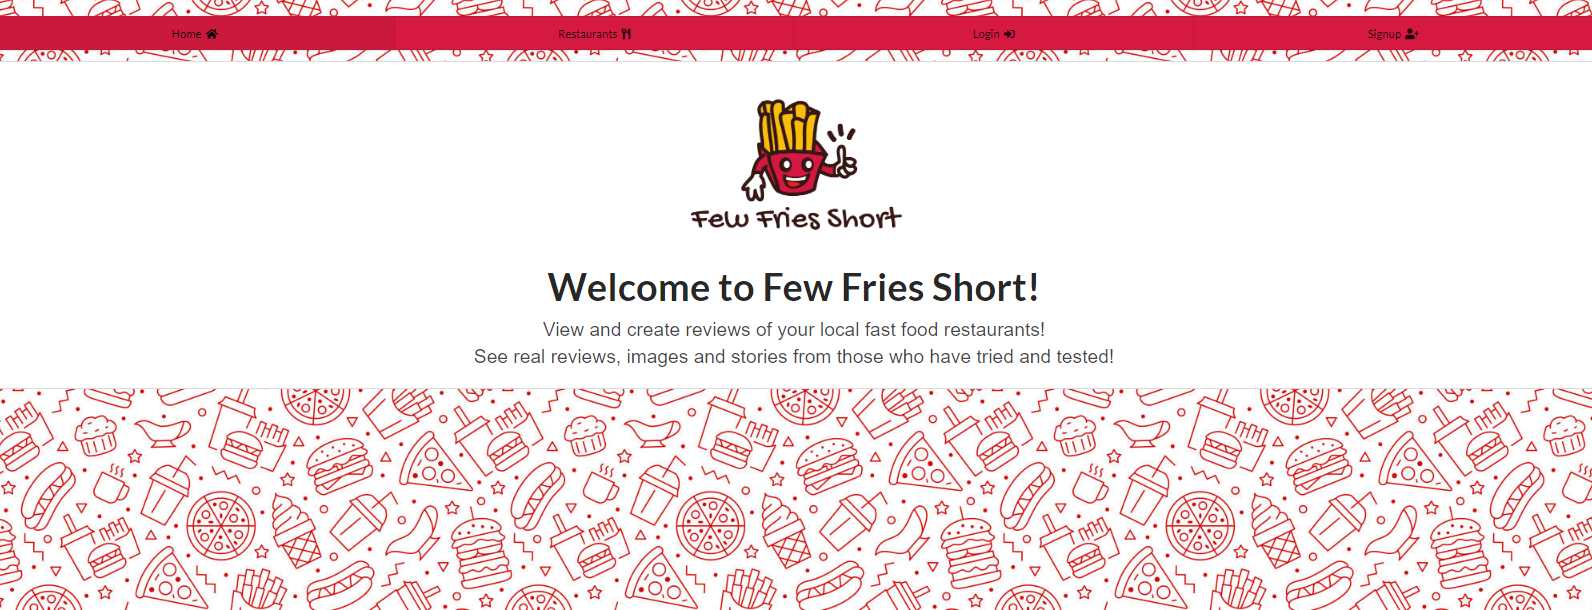 Home
Restaurants
Login
Signup
Few Fries Short
Welcome to Few Fries Short!
View and create reviews of your local fast food restaurants!
See real reviews, images and stories from those who have tried and tested!